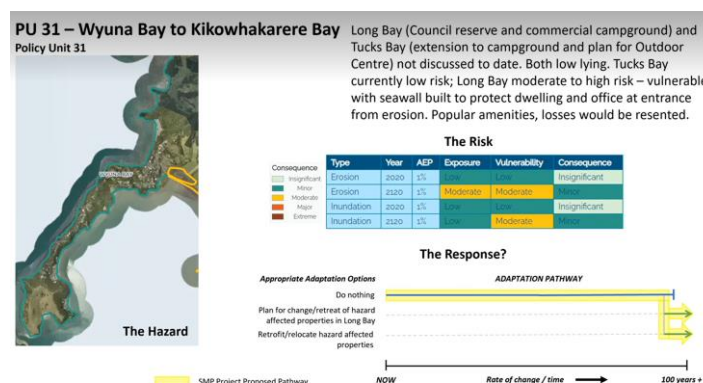 PU 31 – Wyuna Bay to Kikowhakarere Bay
Policy Unit 31
Long Bay (Council reserve and commercial campground) and
Tucks Bay (extension to campground and plan for Outdoor
Centre) not discussed to date. Both low lying. Tucks Bay
currently low risk; Long Bay moderate to high risk – vulnerable
with seawall built to protect dwelling and office at entrance
from erosion. Popular amenities, losses would be resented.
WYUNA BAY
The Hazard
The Risk
Consequence
Insignificant
Minor
Moderate
Major
Extreme
Type Year AEP Exposure Vulnerability Consequence
Erosion 2020 1% Low Low Insignificant
Erosion 2120 1% Moderate Moderate Minor
Inundation 2020 1% Low Low Insignificant
Inundation 2120 1% Low Moderate Minor
The Response?
Appropriate Adaptation Options ADAPTATION PATHWAY
Do nothing
Plan for change/retreat of hazard
affected properties in Long Bay
Retrofit/relocate hazard affected
properties
SMP Project Proposed Pathway
NOW Rate of change / time 100 years +